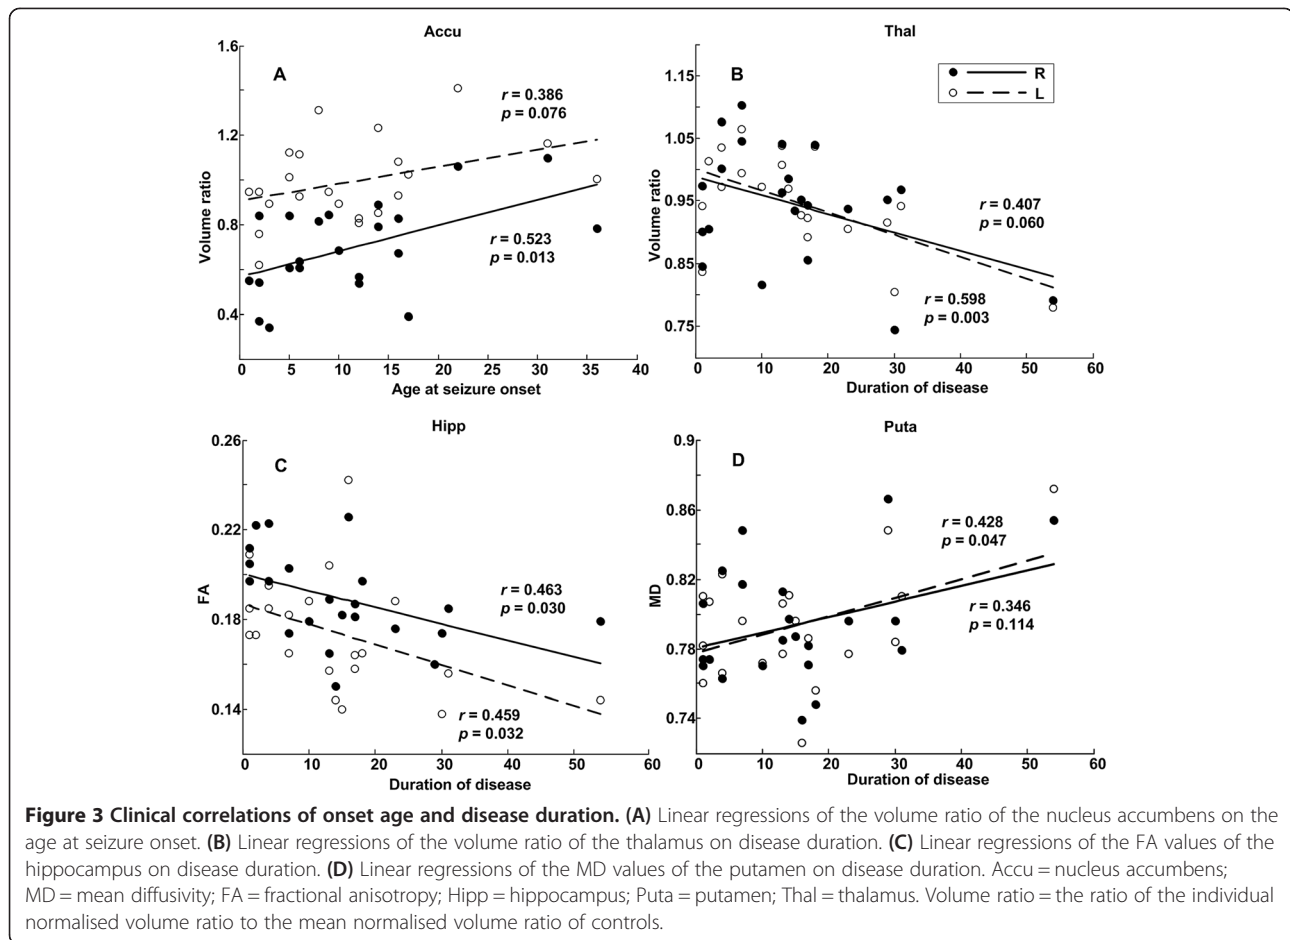 Accu
A
1.6
1.2
0.8
0.4
Volume ratio
r = 0.386
p = 0.076
r = 0.523
p = 0.013
0 5 10 15 20 25 30 35 40
Age at seizure onset
Thal
B
R
L
1.15
1.05
0.95
0.85
0.75
Volume ratio
r = 0.407
p = 0.060
r = 0.598
p = 0.003
0 10 20 30 40 50 60
Duration of disease
Hipp
C
0.26
0.22
0.18
0.14
FA
r = 0.463
p = 0.030
r = 0.459
p = 0.032
0 10 20 30 40 50 60
Duration of disease
Puta
D
0.9
0.86
0.82
0.78
0.74
MD
r = 0.428
p = 0.047
r = 0.346
p = 0.114
0 10 20 30 40 50 60
Duration of disease
Figure 3 Clinical correlations of onset age and disease duration. (A) Linear regressions of the volume ratio of the nucleus accumbens on the
age at seizure onset. (B) Linear regressions of the volume ratio of the thalamus on disease duration. (C) Linear regressions of the FA values of the
hippocampus on disease duration. (D) Linear regressions of the MD values of the putamen on disease duration. Accu = nucleus accumbens;
MD = mean diffusivity; FA = fractional anisotropy; Hipp = hippocampus; Puta = putamen; Thal = thalamus. Volume ratio = the ratio of the individual
normalised volume ratio to the mean normalised volume ratio of controls.